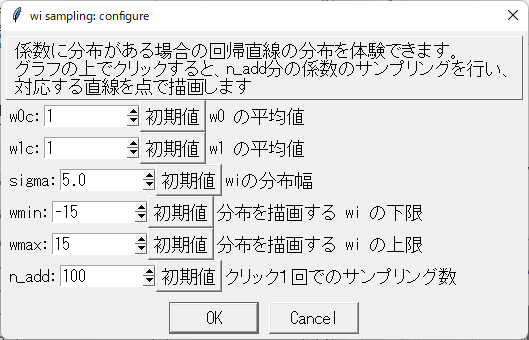 wi sampling: configure
係数に分布がある場合の回帰直線の分布を体験できます。
グラフの上でクリックすると、n_add分の係数のサンプリングを行い、
対応する直線を点で描画します
w0c: 1 初期値 w0 の平均値
w1c: 1 初期値 w1 の平均値
sigma: 5.0 初期値 wiの分布幅
wmin: -15 初期値 分布を描画する wi の下限
wmax: 15 初期値 分布を描画する wi の上限
n_add: 100 初期値 クリック1回でのサンプリング数
OK Cancel